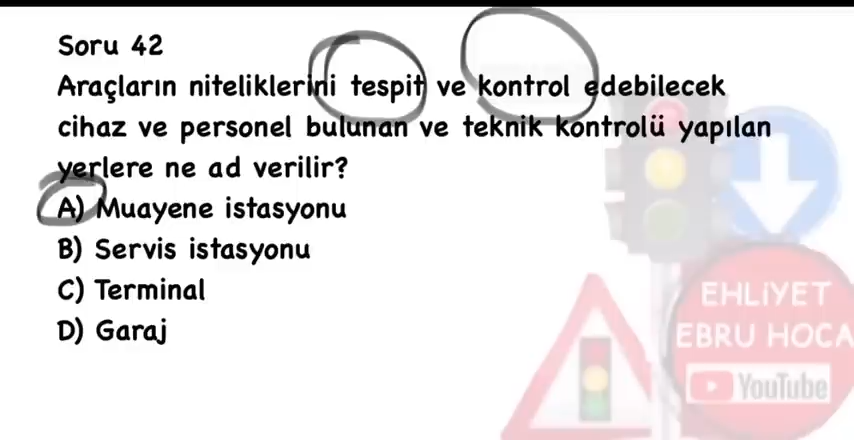 Soru 42
Araçların niteliklerini tespit ve kontrol edebilecek
cihaz ve personel bulunan ve teknik kontrolü yapılan
yerlere ne ad verilir?
A) Muayene istasyonu
B) Servis istasyonu
C) Terminal
D) Garaj
EHLİYET
EBRU HOCA
YouTube